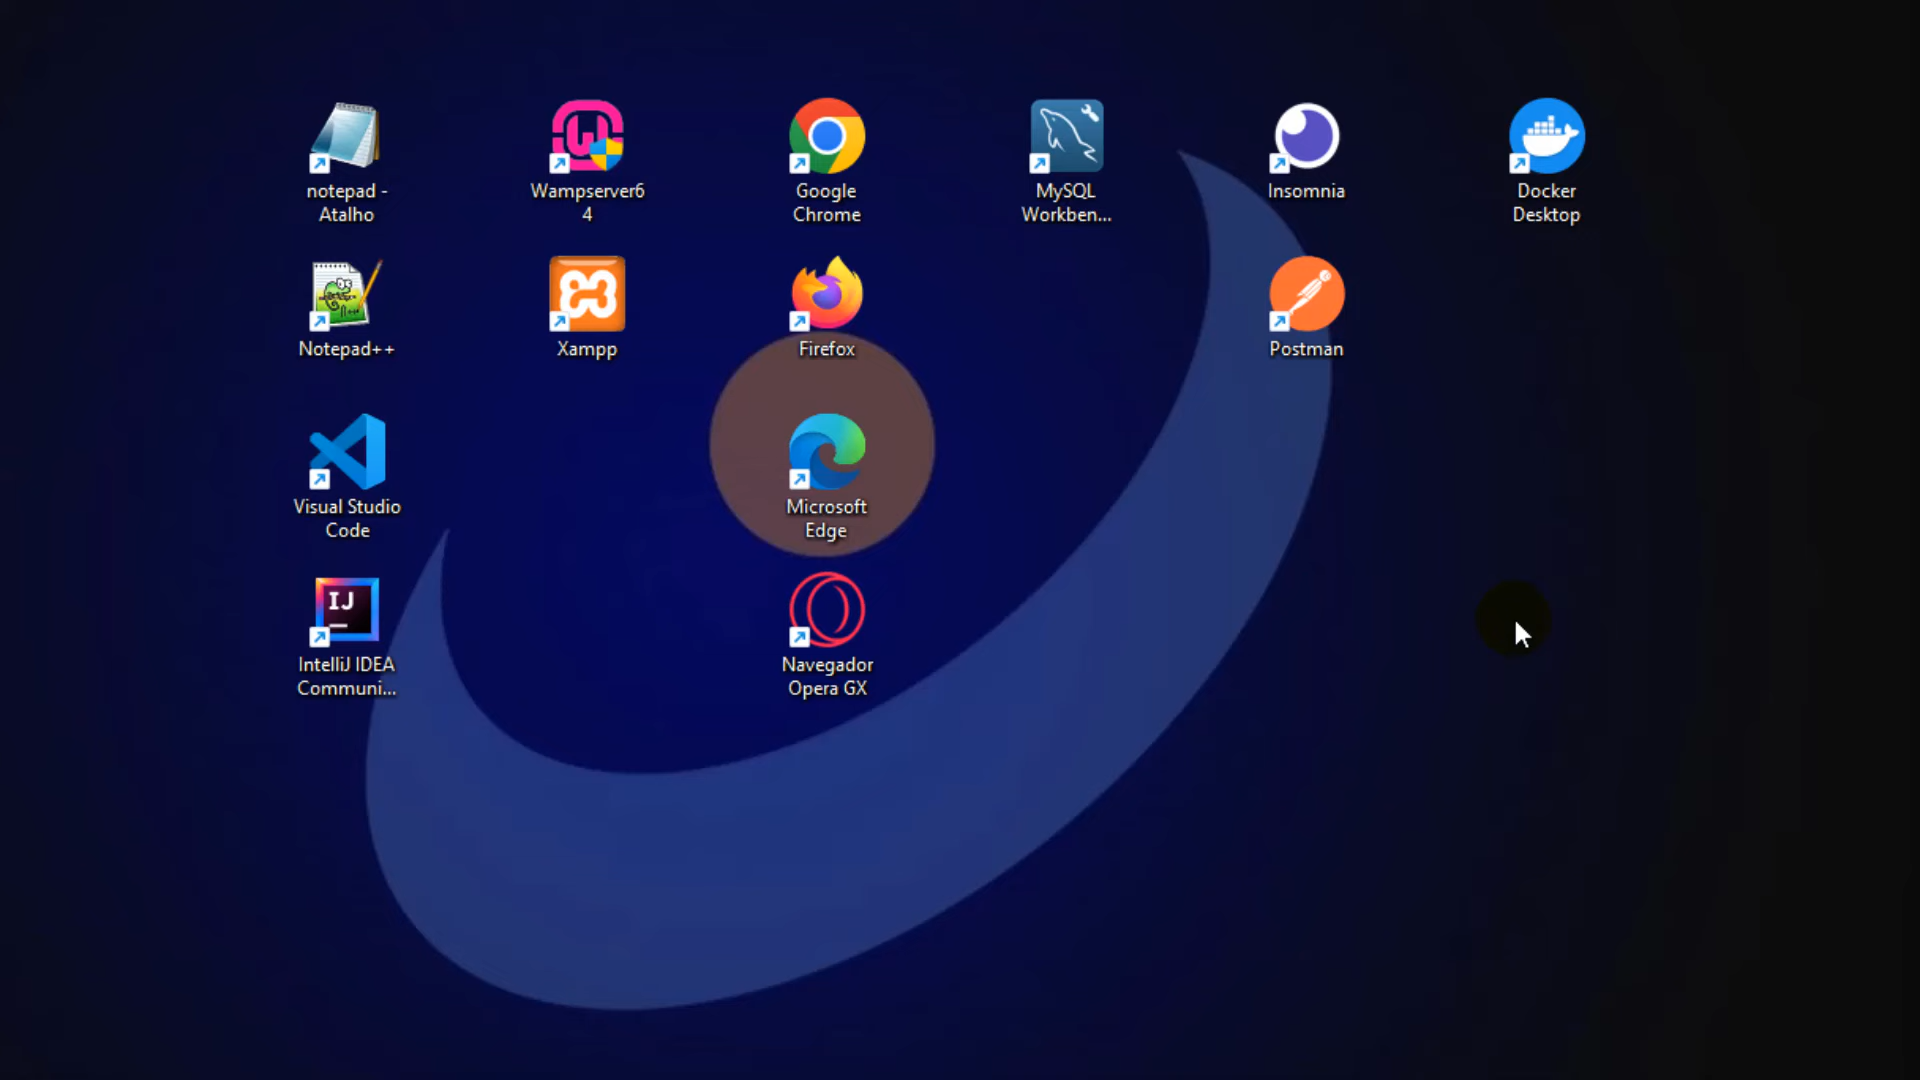 notepad -
Atalho
Wampserver6
4
Google
Chrome
MySQL
Workben...
Insomnia
Docker
Desktop
Notepad++
Xampp
Firefox
Postman
Visual Studio
Code
Microsoft
Edge
IJ
IntelliJ IDEA
Communi...
Navegador
Opera GX